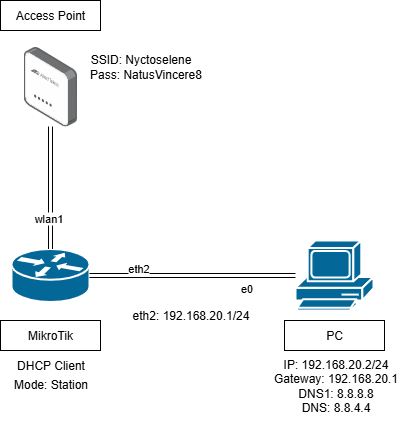 Access Point
SSID: Nyctoselene
Pass: NatusVincere8
wlan1
eth2
e0
eth2: 192.168.20.1/24
MikroTik
PC
DHCP Client
Mode: Station
IP: 192.168.20.2/24
Gateway: 192.168.20.1
DNS1: 8.8.8.8
DNS: 8.8.4.4